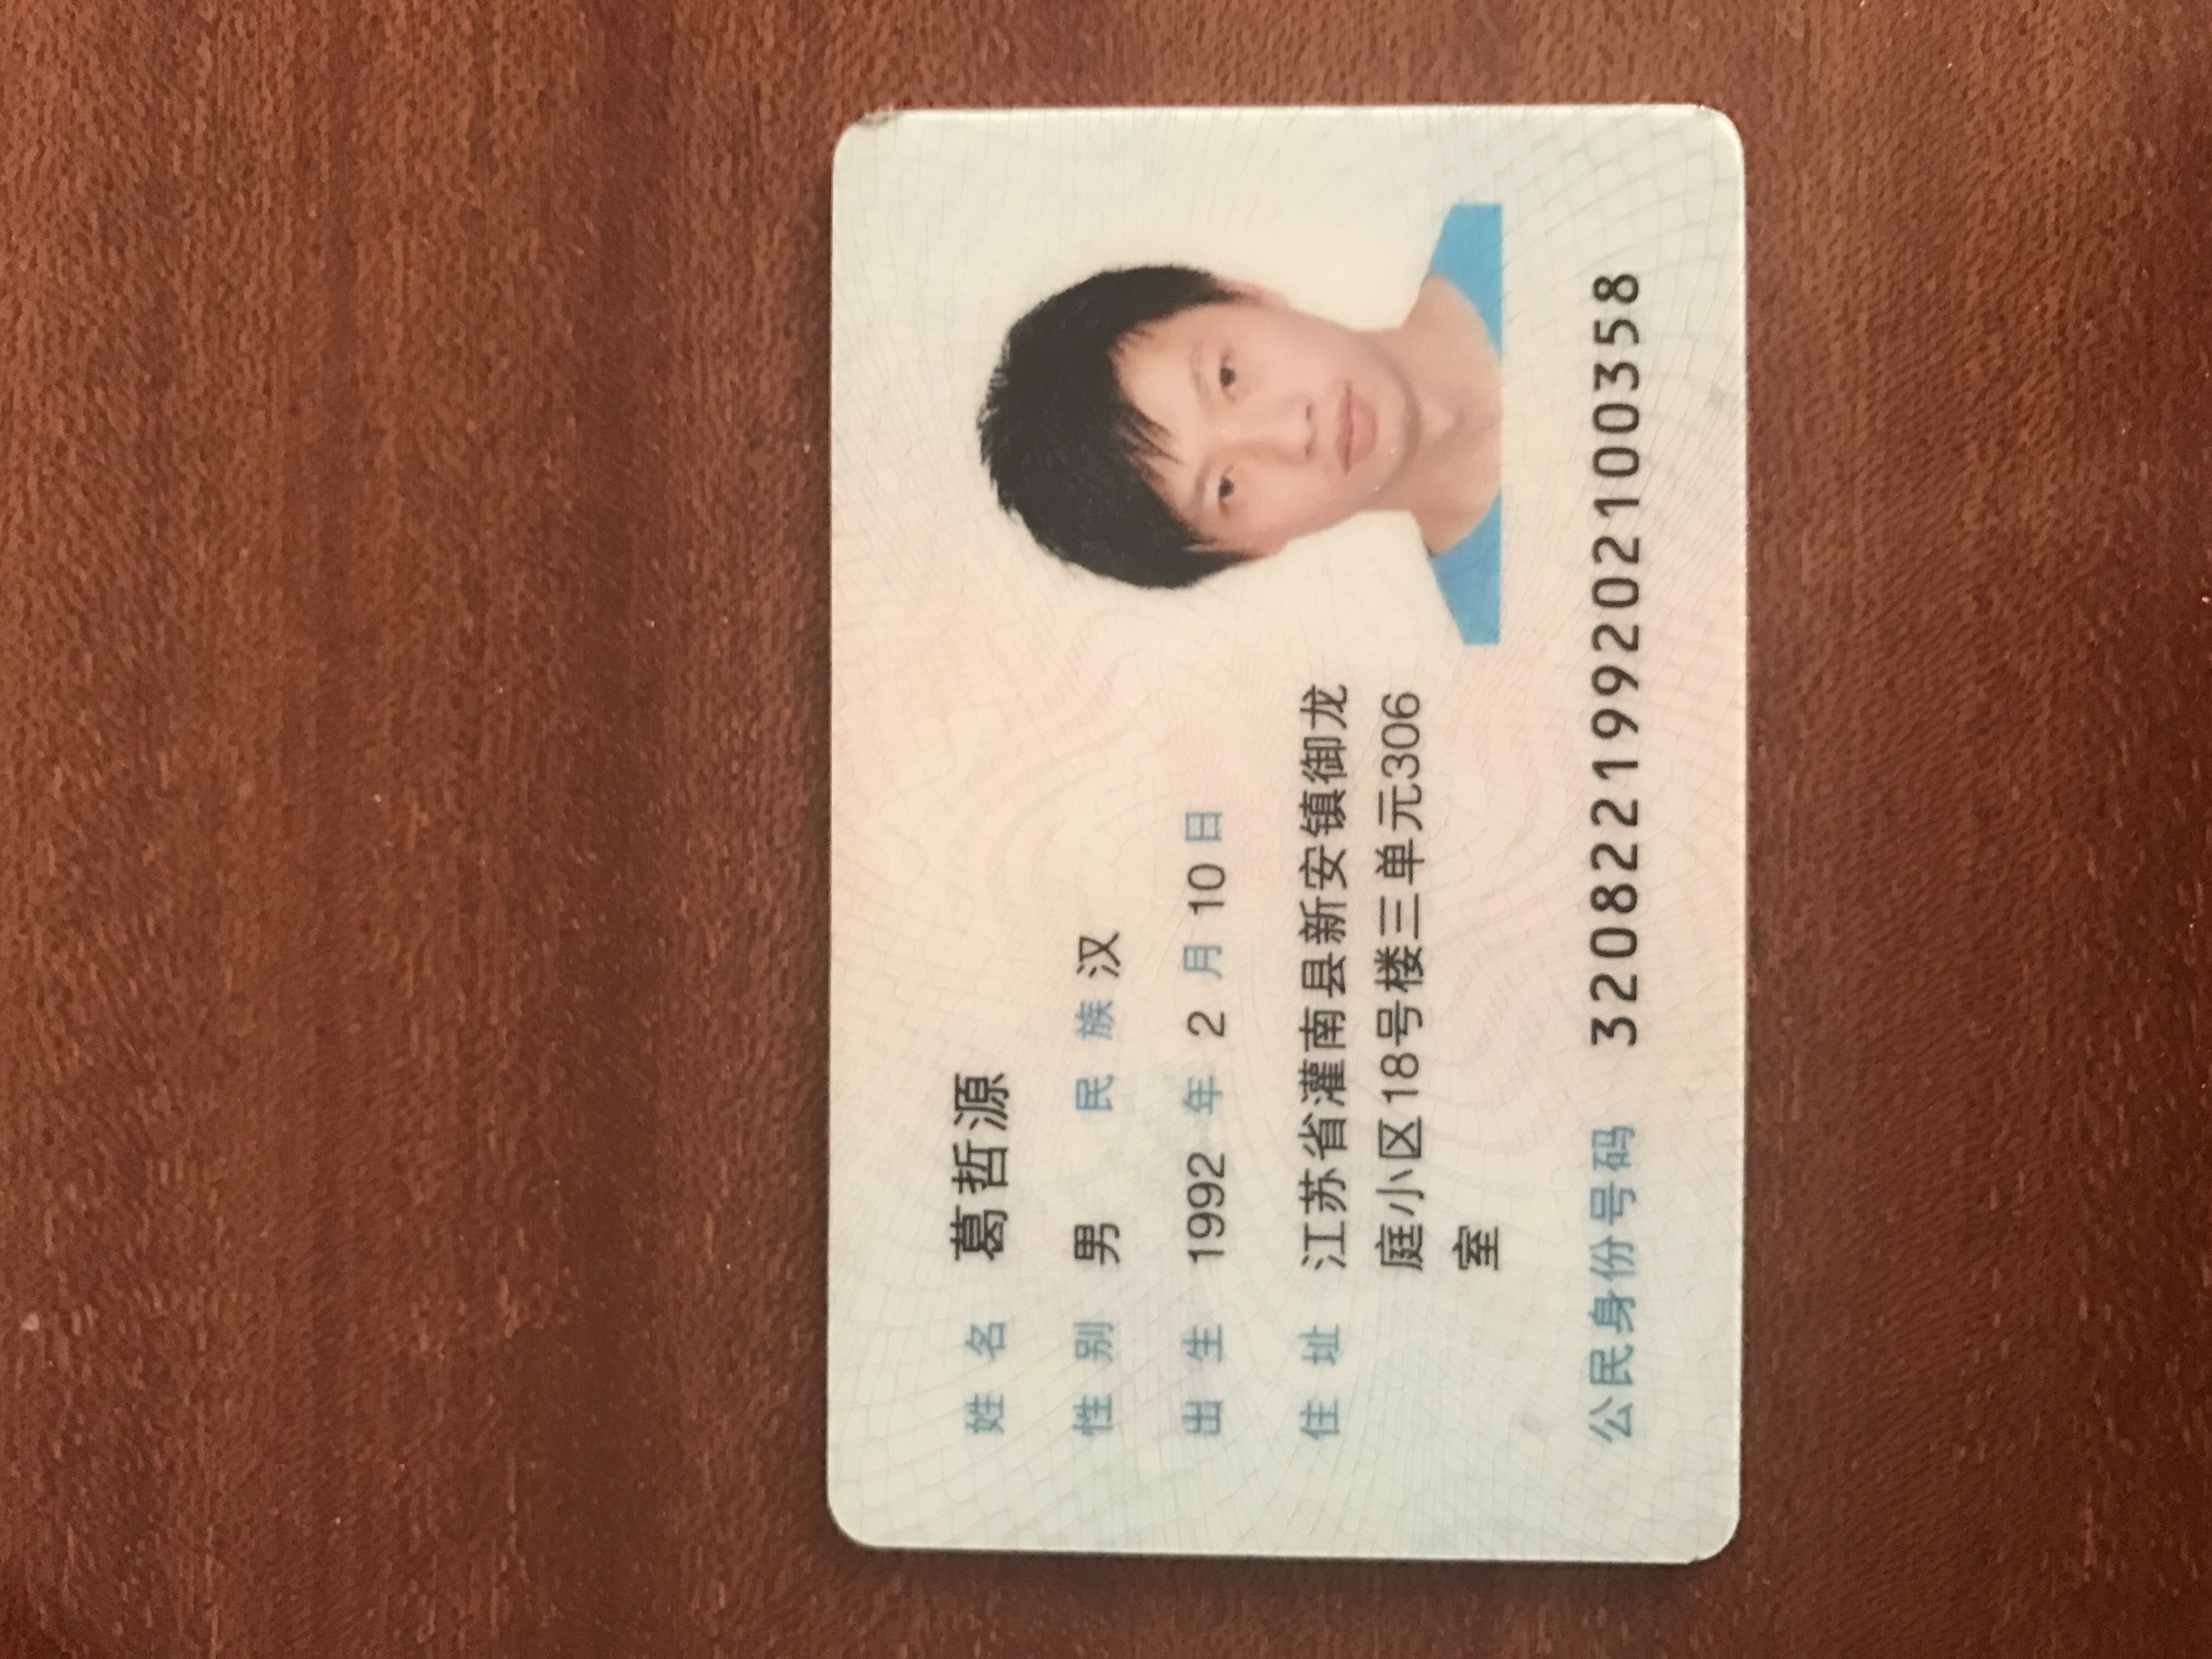 姓名 葛哲源
性别 男 民族 汉
出生 1992 年 2 月 10 日
住址 江苏省灌南县新安镇御龙
庭小区18号楼三单元306
室
公民身份号码 320822199202100358